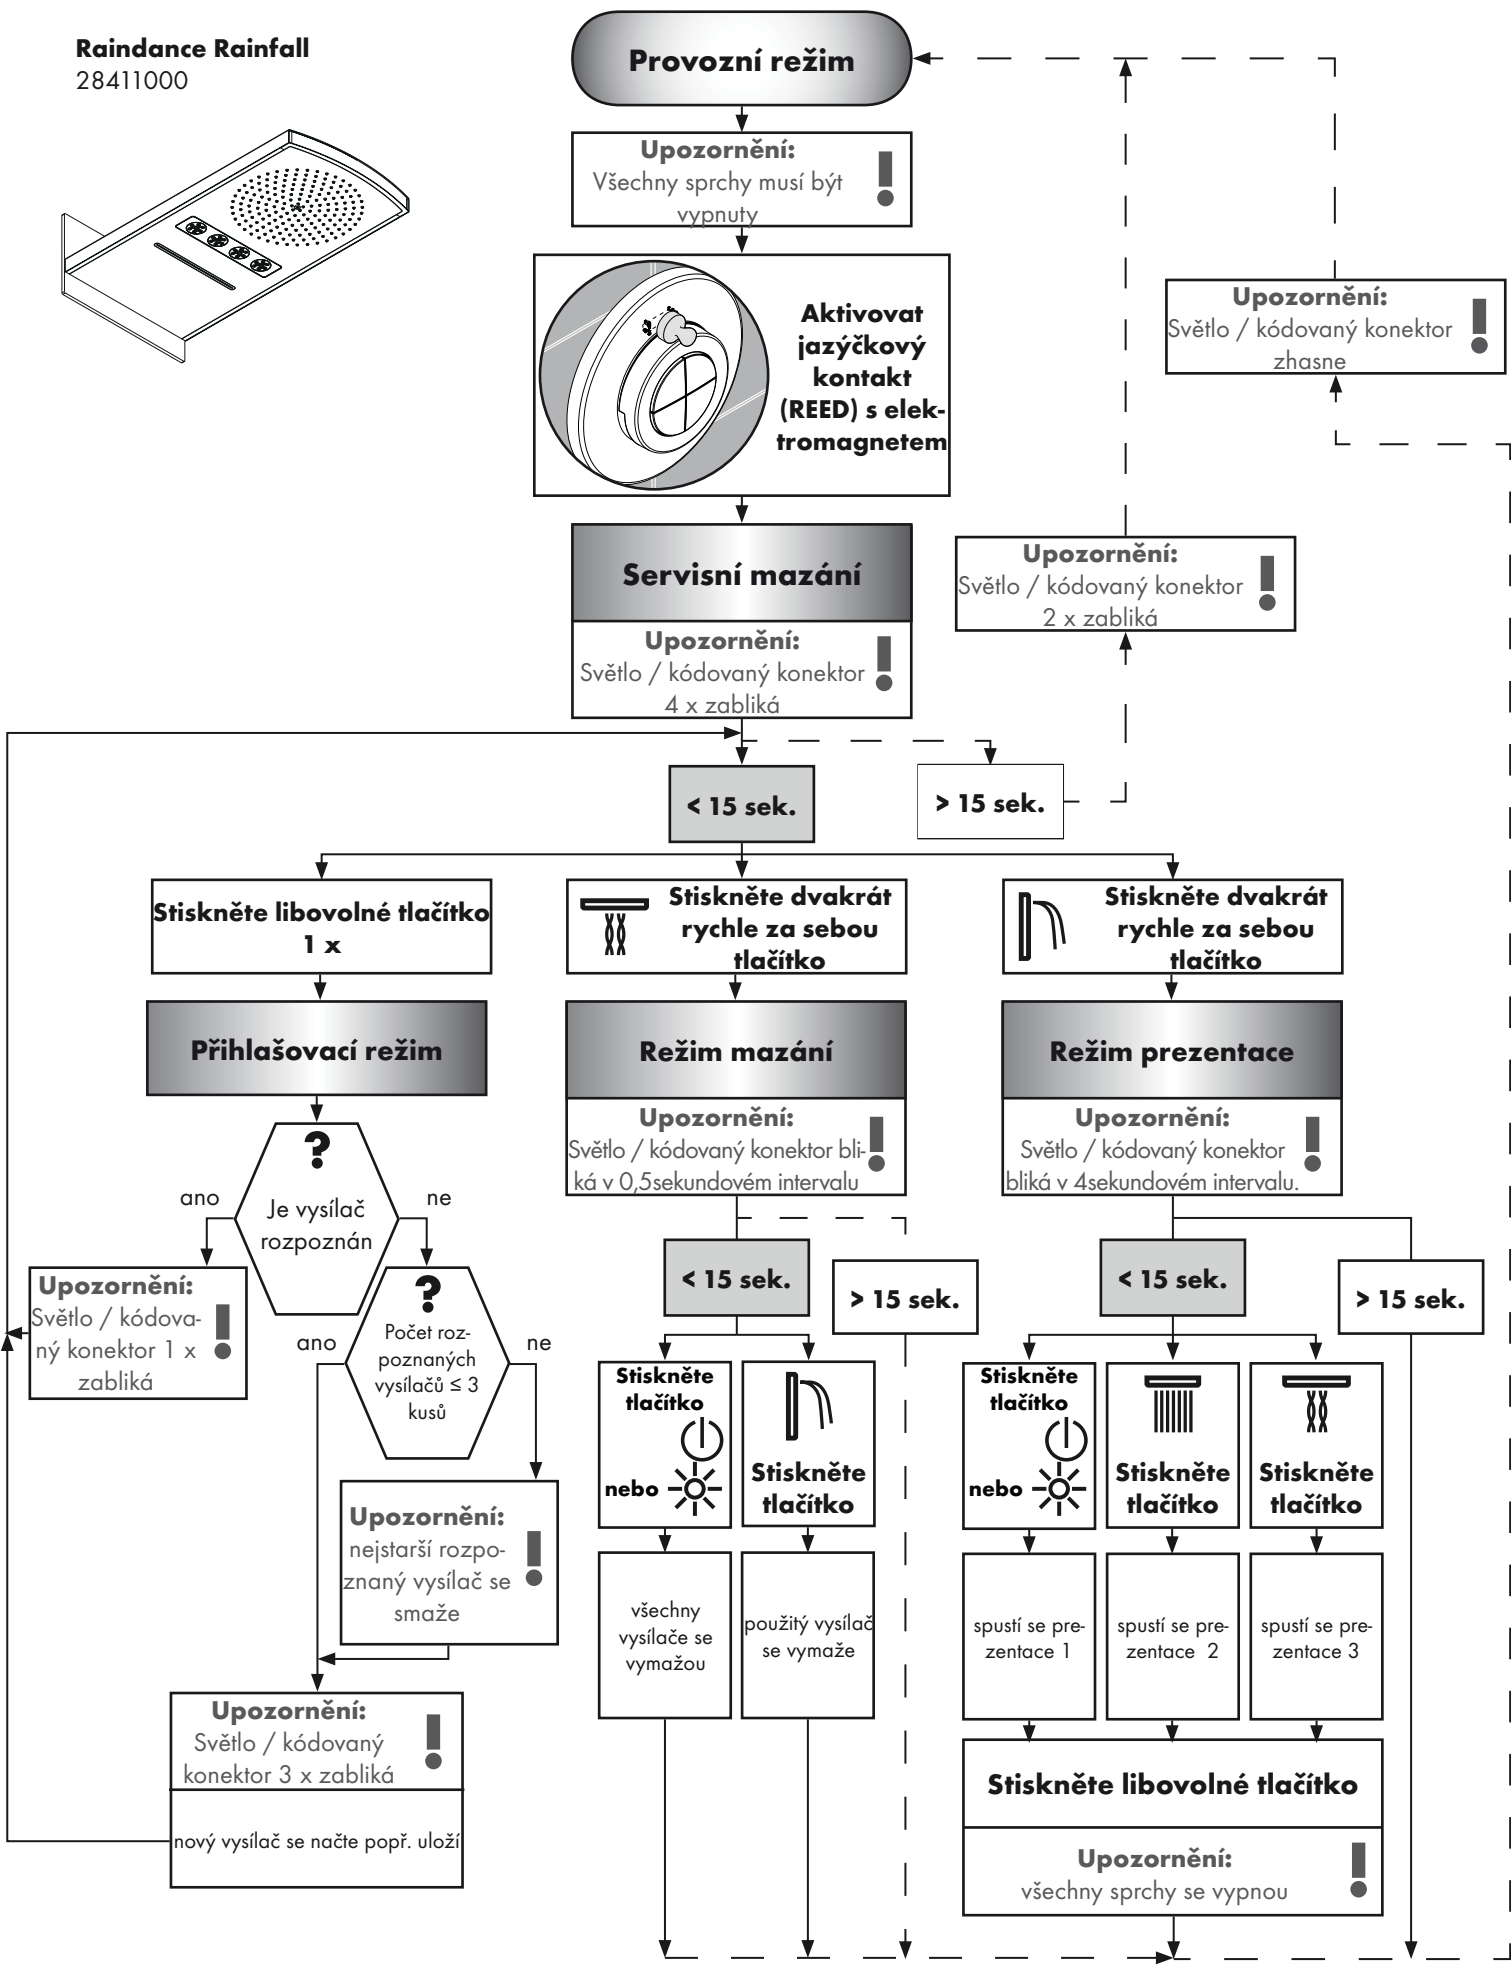 Raindance Rainfall
28411000
Provozní režim
Upozornění:
Všechny sprchy musí být
vypnuty
Aktivovat
jazýčkový
kontakt
(REED) s elek-
tromagnetem
Upozornění:
Světlo / kódovaný konektor
zhasne
Servisní mazání
Upozornění:
Světlo / kódovaný konektor
4 x zabliká
Upozornění:
Světlo / kódovaný konektor
2 x zabliká
< 15 sek.
> 15 sek.
Stiskněte libovolné tlačítko
1 x
Stiskněte dvakrát
rychle za sebou
tlačítko
Stiskněte dvakrát
rychle za sebou
tlačítko
Přihlašovací režim
Režim mazání
Upozornění:
Světlo / kódovaný konektor bli-
ká v 0,5sekundovém intervalu
Režim prezentace
Upozornění:
Světlo / kódovaný konektor
bliká v 4sekundovém intervalu.
?
Je vysílač
rozpoznán
ano
ne
Upozornění:
Světlo / kódova-
ný konektor 1 x
zabliká
?
Počet roz-
poznaných
vysílačů ≤ 3
kusů
ano
ne
Upozornění:
nejstarší rozpo-
znaný vysílač se
smaže
Upozornění:
Světlo / kódovaný
konektor 3 x zabliká
nový vysílač se načte popř. uloží
< 15 sek.
> 15 sek.
Stiskněte
tlačítko
nebo
Stiskněte
tlačítko
všechny
vysílače se
vymažou
použitý vysílač
se vymaže
< 15 sek.
> 15 sek.
Stiskněte
tlačítko
nebo
Stiskněte
tlačítko
Stiskněte
tlačítko
spustí se pre-
zentace 1
spustí se pre-
zentace 2
spustí se pre-
zentace 3
Stiskněte libovolné tlačítko
Upozornění:
všechny sprchy se vypnou